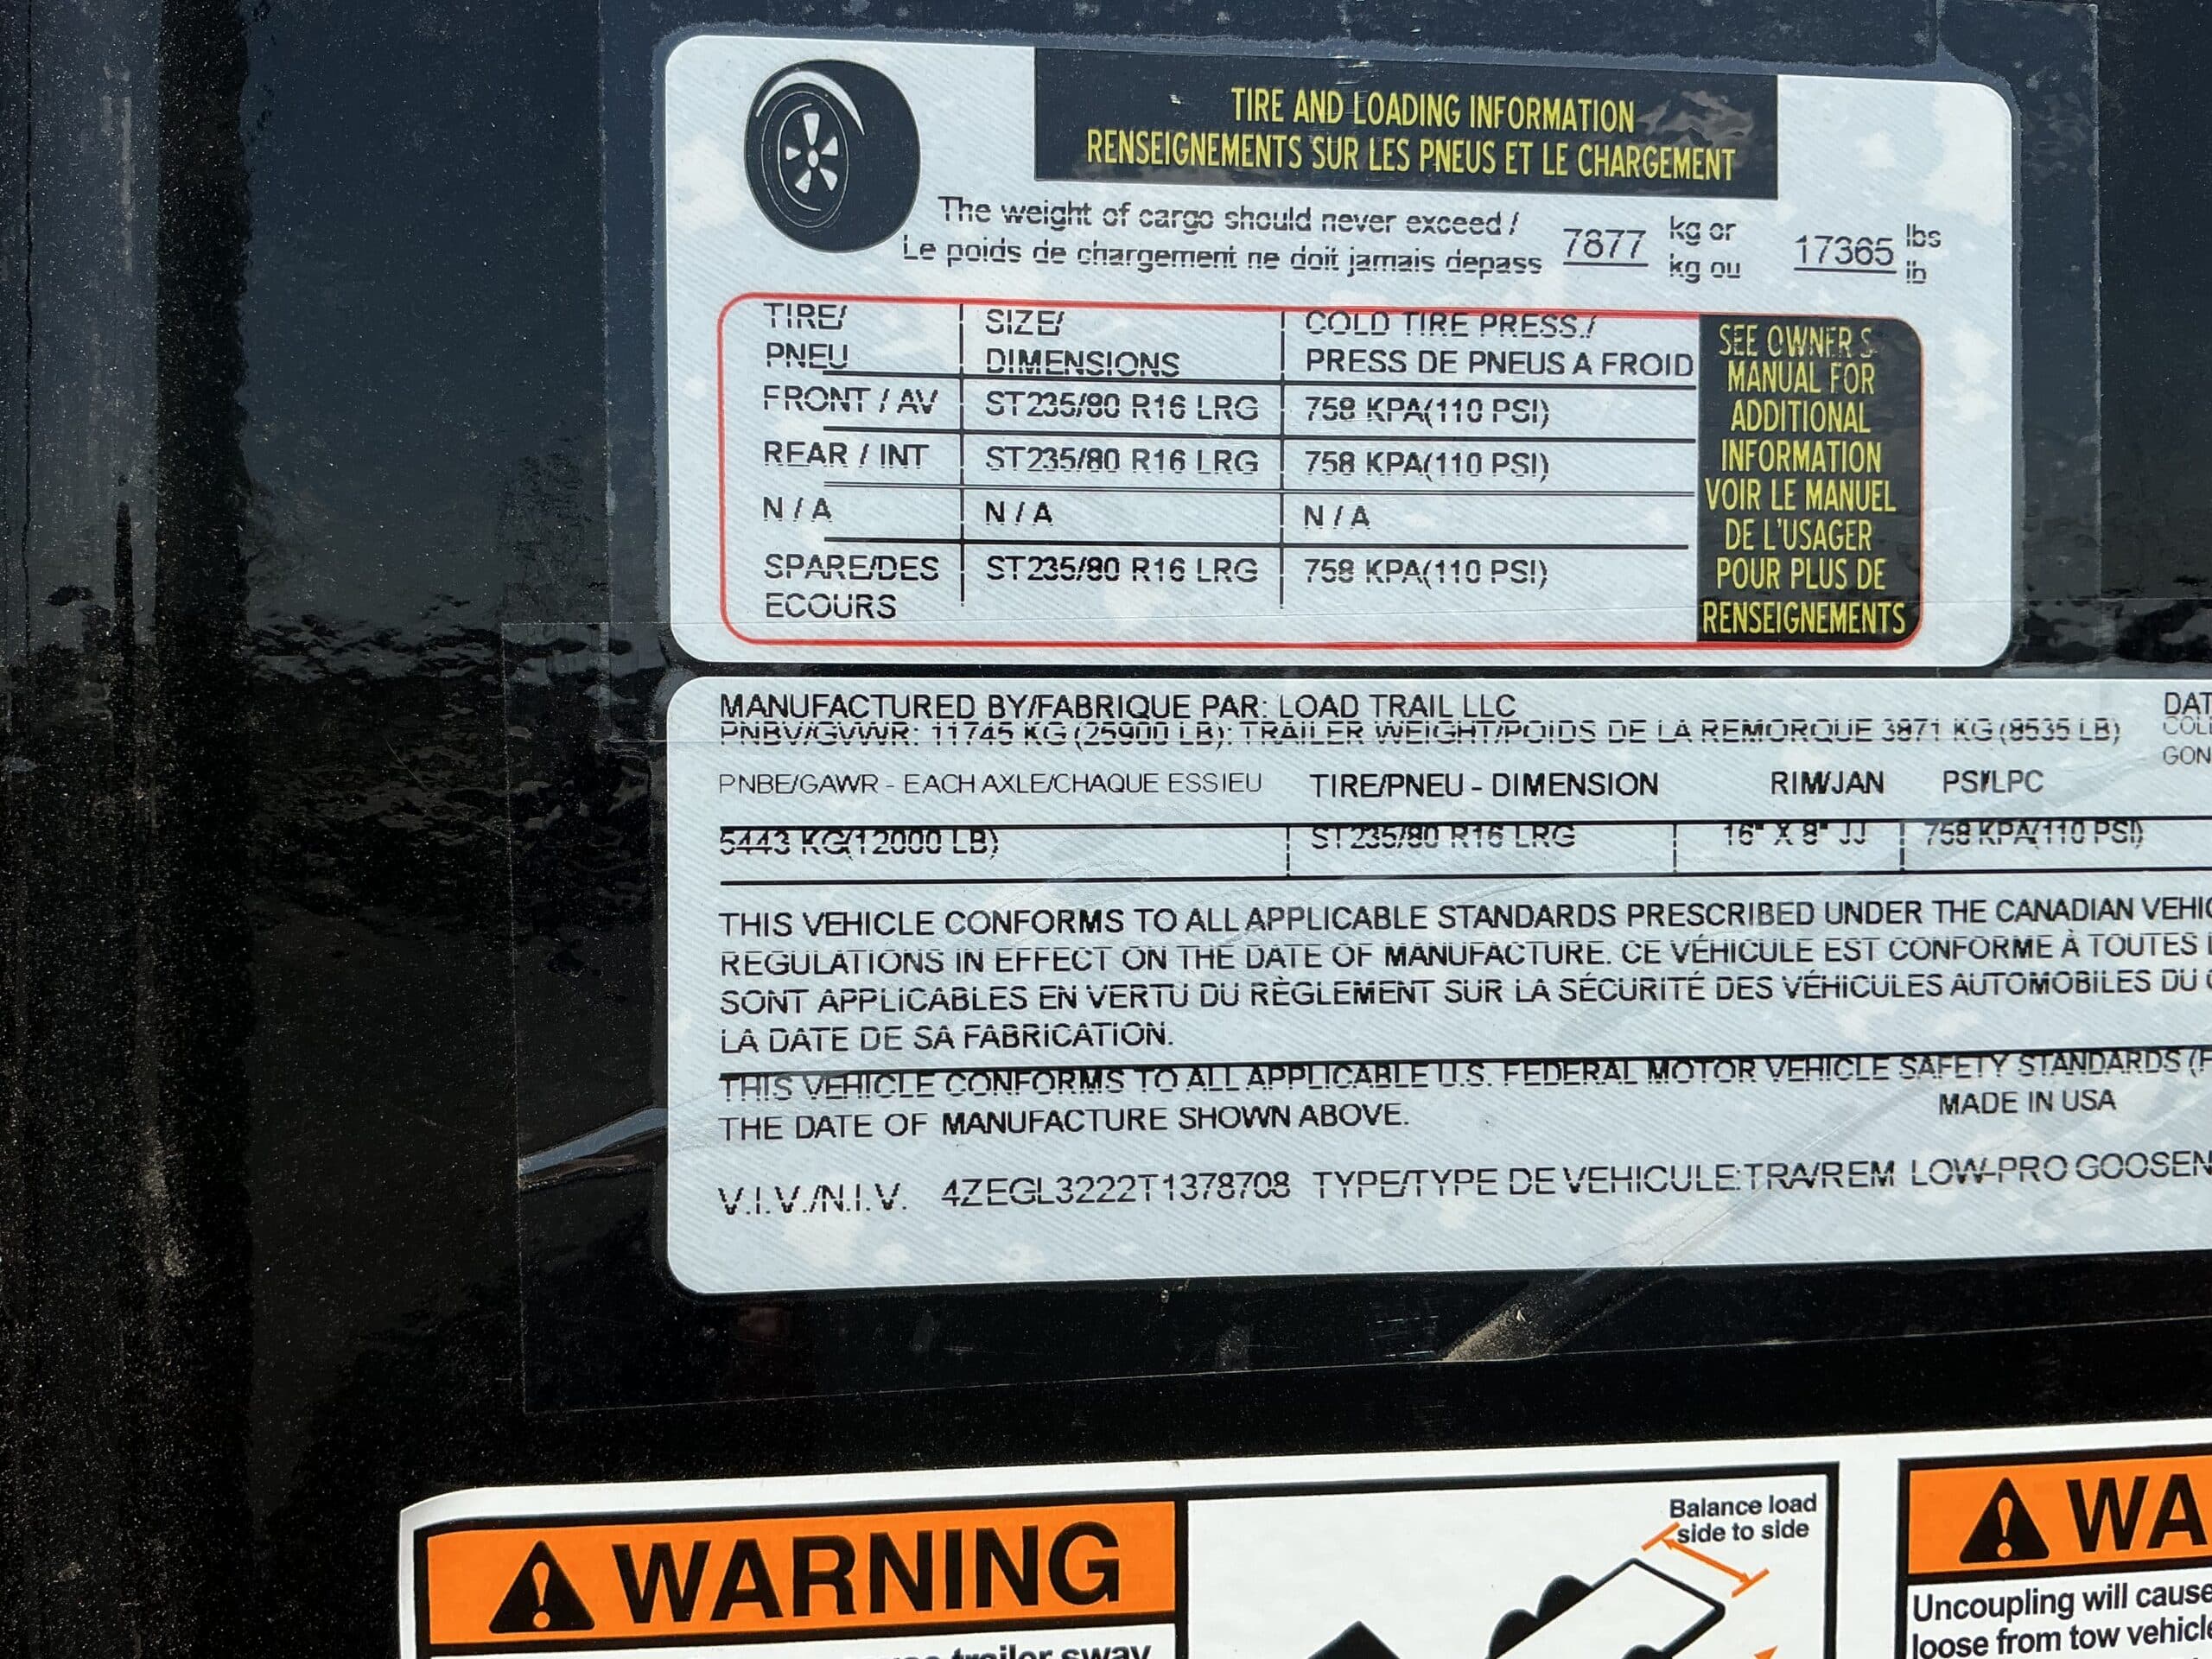 TIRE AND LOADING INFORMATION
RENSEIGNEMENTS SUR LES PNEUS ET LE CHARGEMENT
The weight of cargo should never exceed / 7877 kg or 17365 lbs
Le poids de chargement ne doit jamais depass kg ou lb
TIRE/ SIZE/ COLD TIRE PRESS./
PNEU DIMENSIONS PRESS DE PNEUS A FROID
FRONT / AV ST235/80 R16 LRG 758 KPA(110 PSI)
REAR / INT ST235/80 R16 LRG 758 KPA(110 PSI)
N / A N / A N / A
SPARE/DES ST235/80 R16 LRG 758 KPA(110 PSI)
ECOURS
SEE OWNER S
MANUAL FOR
ADDITIONAL
INFORMATION
VOIR LE MANUEL
DE L'USAGER
POUR PLUS DE
RENSEIGNEMENTS
MANUFACTURED BY/FABRIQUE PAR: LOAD TRAIL LLC DAT
PNBV/GVWR: 11745 KG (25900 LB): TRAILER WEIGHT/POIDS DE LA REMORQUE 3871 KG (8535 LB) COL
GON
PNBE/GAWR - EACH AXLE/CHAQUE ESSIEU TIRE/PNEU - DIMENSION RIM/JAN PSI/LPC
5443 KG(12000 LB) ST235/80 R16 LRG 16" X 8" JJ 758 KPA(110 PSI)
THIS VEHICLE CONFORMS TO ALL APPLICABLE STANDARDS PRESCRIBED UNDER THE CANADIAN VEHIC
REGULATIONS IN EFFECT ON THE DATE OF MANUFACTURE. CE VÉHICULE EST CONFORME À TOUTES
SONT APPLICABLES EN VERTU DU RÈGLEMENT SUR LA SÉCURITÉ DES VÉHICULES AUTOMOBILES DU
LA DATE DE SA FABRICATION.
THIS VEHICLE CONFORMS TO ALL APPLICABLE U.S. FEDERAL MOTOR VEHICLE SAFETY STANDARDS (F
THE DATE OF MANUFACTURE SHOWN ABOVE. MADE IN USA
V.I.V./N.I.V. 4ZEGL3222T1378708 TYPE/TYPE DE VEHICULE:TRA/REM LOW-PRO GOOSEN
WARNING
trailer sway
Balance load
side to side
WA
Uncoupling will cause
loose from tow vehicle